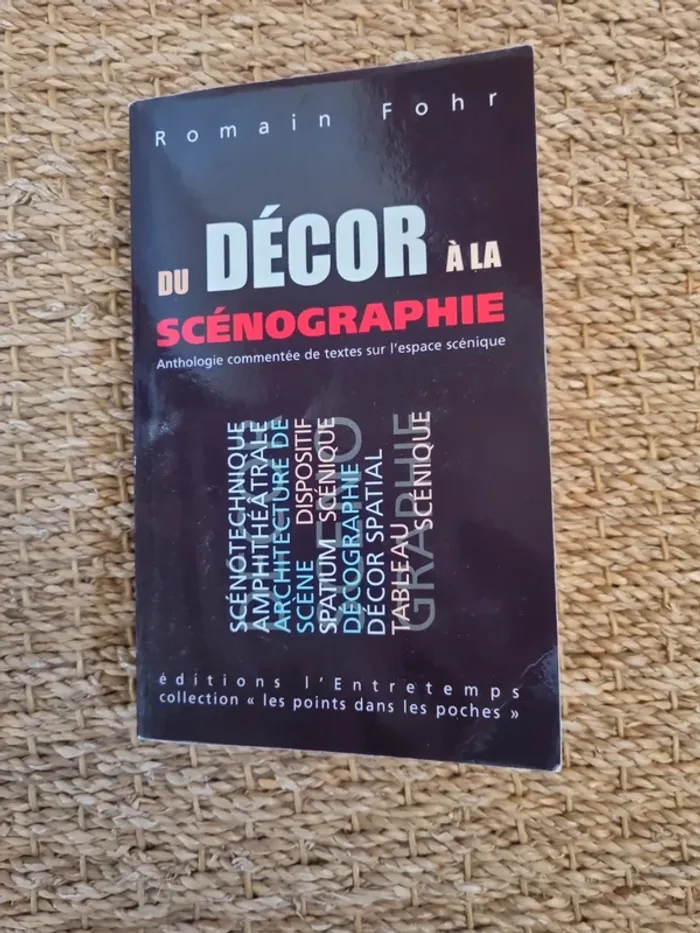 Romain Fohr
DU DÉCOR À LA
SCÉNOGRAPHIE
Anthologie commentée de textes sur l'espace scénique
SCÉNOTECHNIQUE
AMPHITHÉÂTRALE
ARCHITECTURE DE
SCÈNE DISPOSITIF
SPATIUM SCÉNIQUE
DÉCOGRAPHIE
DÉCOR SPATIAL
TABLEAU
SCÉNIQUE
GRAPHIE
éditions l'Entretemps
collection « les points dans les poches »